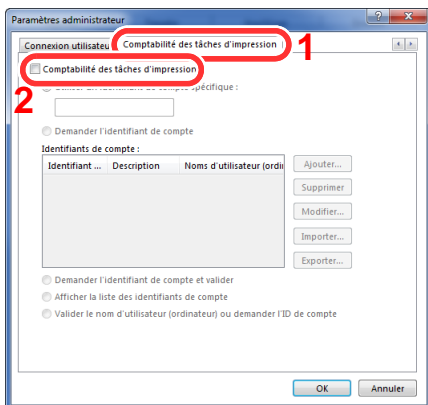 Paramètres administrateur
Connexion utilisateu
Comptabilité des tâches d'impression
1
Comptabilité des tâches d'impression
2
compte spécifique :
Demander l'identifiant de compte
Identifiants de compte :
Identifiant ... Description Noms d'utilisateur (ordi
Ajouter...
Supprimer
Modifier...
Importer...
Exporter...
Demander l'identifiant de compte et valider
Afficher la liste des identifiants de compte
Valider le nom d'utilisateur (ordinateur) ou demander l'ID de compte
OK Annuler